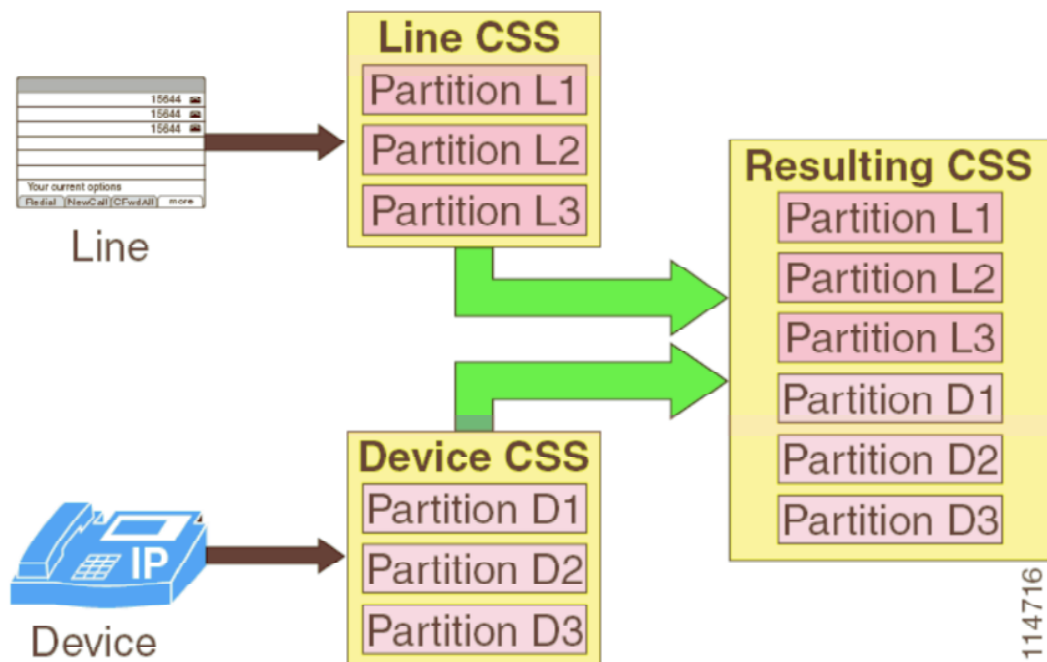 Line CSS
Partition L1
Partition L2
Partition L3
15644
15644
15644
Your current options
Redial
NewCall
CFwdAll
more
Line
Resulting CSS
Partition L1
Partition L2
Partition L3
Partition D1
Partition D2
Partition D3
Device CSS
Partition D1
Partition D2
Partition D3
IP
Device
114716